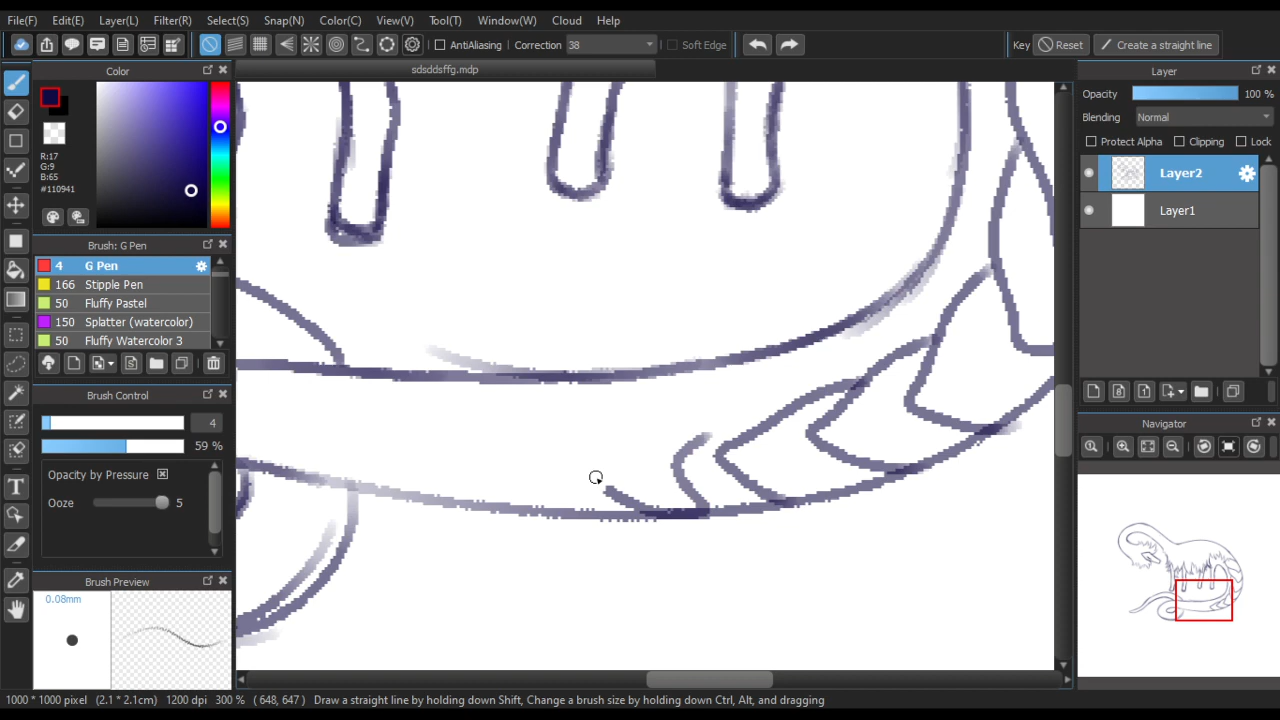 File(F) Edit(E) Layer(L) Filter(R) Select(S) Snap(N) Color(C) View(V) Tool(T) Window(W) Cloud Help
AntiAliasing Correction 38 Soft Edge Key Reset Create a straight line
Color
sdsddsffg.mdp
Layer
Opacity 100 %
Blending Normal
Protect Alpha Clipping Lock
R:17
G:9
B:65
#110941
Layer2
Layer1
Brush: G Pen
4 G Pen
166 Stipple Pen
50 Fluffy Pastel
150 Splatter (watercolor)
50 Fluffy Watercolor 3
Brush Control
4
59 %
Opacity by Pressure
Ooze 5
Navigator
Brush Preview
0.08mm
1000 * 1000 pixel (2.1 * 2.1cm) 1200 dpi 300 % ( 648, 647 ) Draw a straight line by holding down Shift, Change a brush size by holding down Ctrl, Alt, and dragging